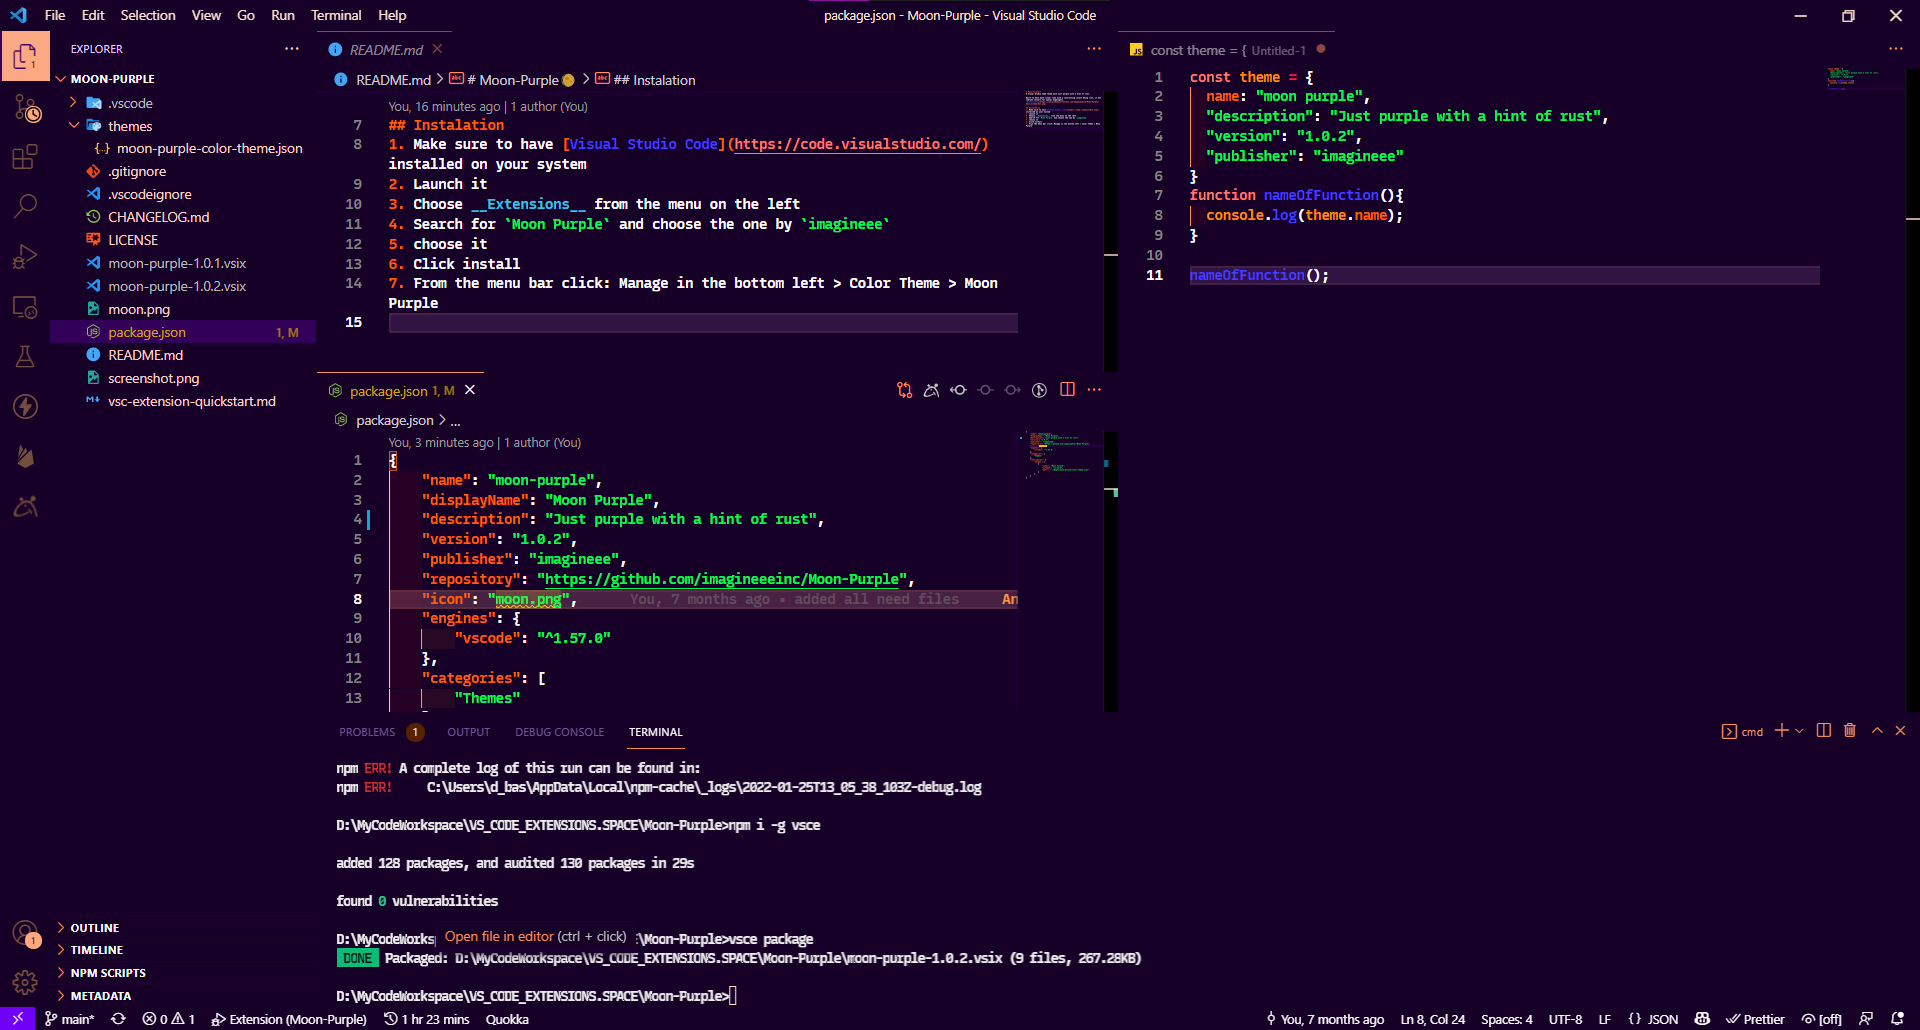 File Edit Selection View Go Run Terminal Help
package.json - Moon-Purple - Visual Studio Code
EXPLORER
MOON-PURPLE
.vscode
themes
moon-purple-color-theme.json
.gitignore
.vscodeignore
CHANGELOG.md
LICENSE
moon-purple-1.0.1.vsix
moon-purple-1.0.2.vsix
moon.png
package.json 1, M
README.md
screenshot.png
vsc-extension-quickstart.md
OUTLINE
TIMELINE
NPM SCRIPTS
METADATA
README.md
README.md > # Moon-Purple > ## Instalation
You, 16 minutes ago | 1 author (You)
7 ## Instalation
8 1. Make sure to have [Visual Studio Code](https://code.visualstudio.com/)
installed on your system
9 2. Launch it
10 3. Choose __Extensions__ from the menu on the left
11 4. Search for `Moon Purple` and choose the one by `imagineee`
12 5. choose it
13 6. Click install
14 7. From the menu bar click: Manage in the bottom left > Color Theme > Moon
Purple
15
package.json 1, M
package.json > ...
You, 3 minutes ago | 1 author (You)
1 {
2 "name": "moon-purple",
3 "displayName": "Moon Purple",
4 "description": "Just purple with a hint of rust",
5 "version": "1.0.2",
6 "publisher": "imagineee",
7 "repository": "https://github.com/imagineeeinc/Moon-Purple",
8 "icon": "moon.png", You, 7 months ago • added all need files An
9 "engines": {
10 "vscode": "^1.57.0"
11 },
12 "categories": [
13 "Themes"
JS const theme = { Untitled-1
1 const theme = {
2 name: "moon purple",
3 "description": "Just purple with a hint of rust",
4 "version": "1.0.2",
5 "publisher": "imagineee"
6 }
7 function nameOfFunction(){
8 console.log(theme.name);
9 }
10
11 nameOfFunction();
PROBLEMS 1 OUTPUT DEBUG CONSOLE TERMINAL
cmd
npm ERR! A complete log of this run can be found in:
npm ERR! C:\Users\d_bas\AppData\Local\npm-cache\_logs\2022-01-25T13_05_38_103Z-debug.log
D:\MyCodeWorkspace\VS_CODE_EXTENSIONS.SPACE\Moon-Purple>npm i -g vsce
added 128 packages, and audited 130 packages in 29s
found 0 vulnerabilities
D:\MyCodeWorks Open file in editor (ctrl + click) \Moon-Purple>vsce package
DONE Packaged: D:\MyCodeWorkspace\VS_CODE_EXTENSIONS.SPACE\Moon-Purple\moon-purple-1.0.2.vsix (9 files, 267.28KB)
D:\MyCodeWorkspace\VS_CODE_EXTENSIONS.SPACE\Moon-Purple>
main* 0 1 Extension (Moon-Purple) 1 hr 23 mins Quokka
You, 7 months ago Ln 8, Col 24 Spaces: 4 UTF-8 LF {} JSON Prettier [off]